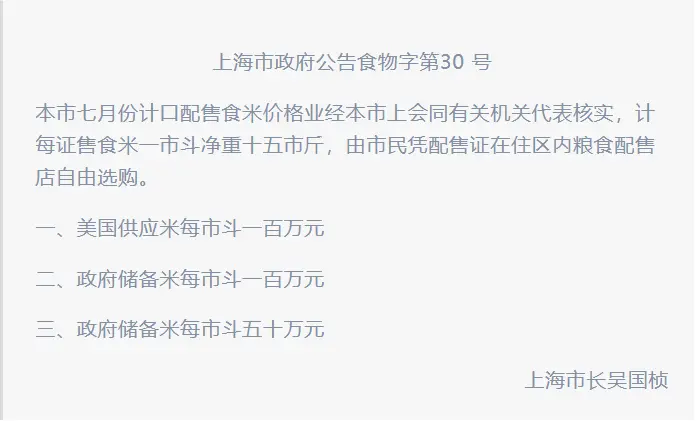 上海市政府公告食物字第30 号
本市七月份计口配售食米价格业经本市上会同有关机关代表核实，计
每证售食米一市斗净重十五市斤，由市民凭配售证在住区内粮食配售
店自由选购。
一、美国供应米每市斗一百万元
二、政府储备米每市斗一百万元
三、政府储备米每市斗五十万元
上海市长吴国桢